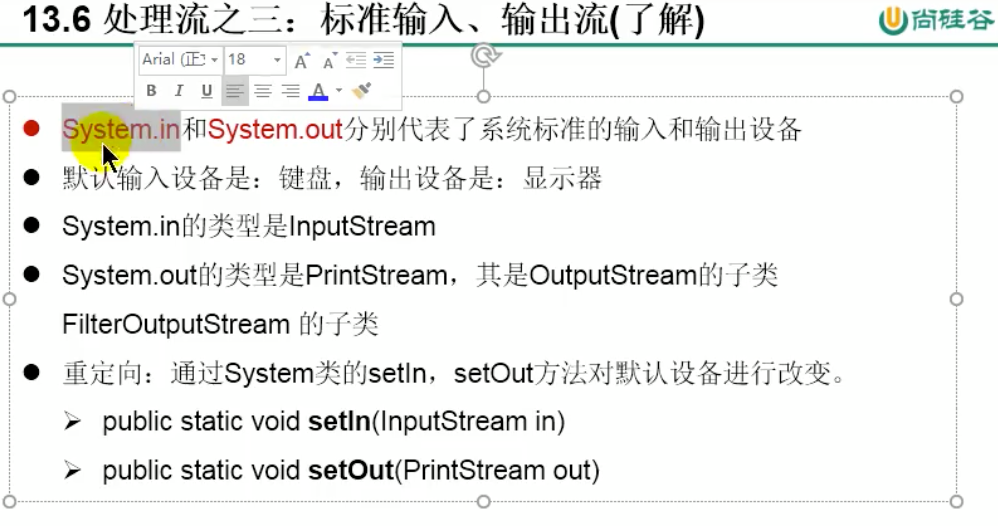 13.6 处理流之三：标准输入、输出流(了解)
尚硅谷
Arial (正文
18
A A
B I U A
System.in和System.out分别代表了系统标准的输入和输出设备
默认输入设备是：键盘，输出设备是：显示器
System.in的类型是InputStream
System.out的类型是PrintStream，其是OutputStream的子类
FilterOutputStream 的子类
重定向：通过System类的setIn，setOut方法对默认设备进行改变。
public static void setIn(InputStream in)
public static void setOut(PrintStream out)